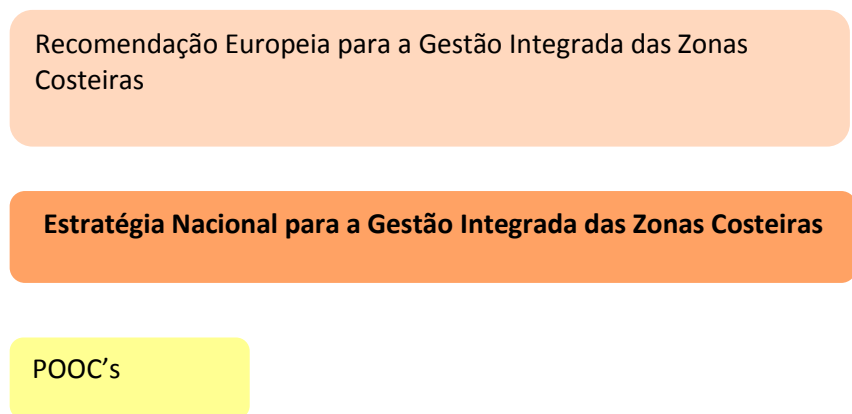 Recomendação Europeia para a Gestão Integrada das Zonas
Costeiras
Estratégia Nacional para a Gestão Integrada das Zonas Costeiras
POOC’s